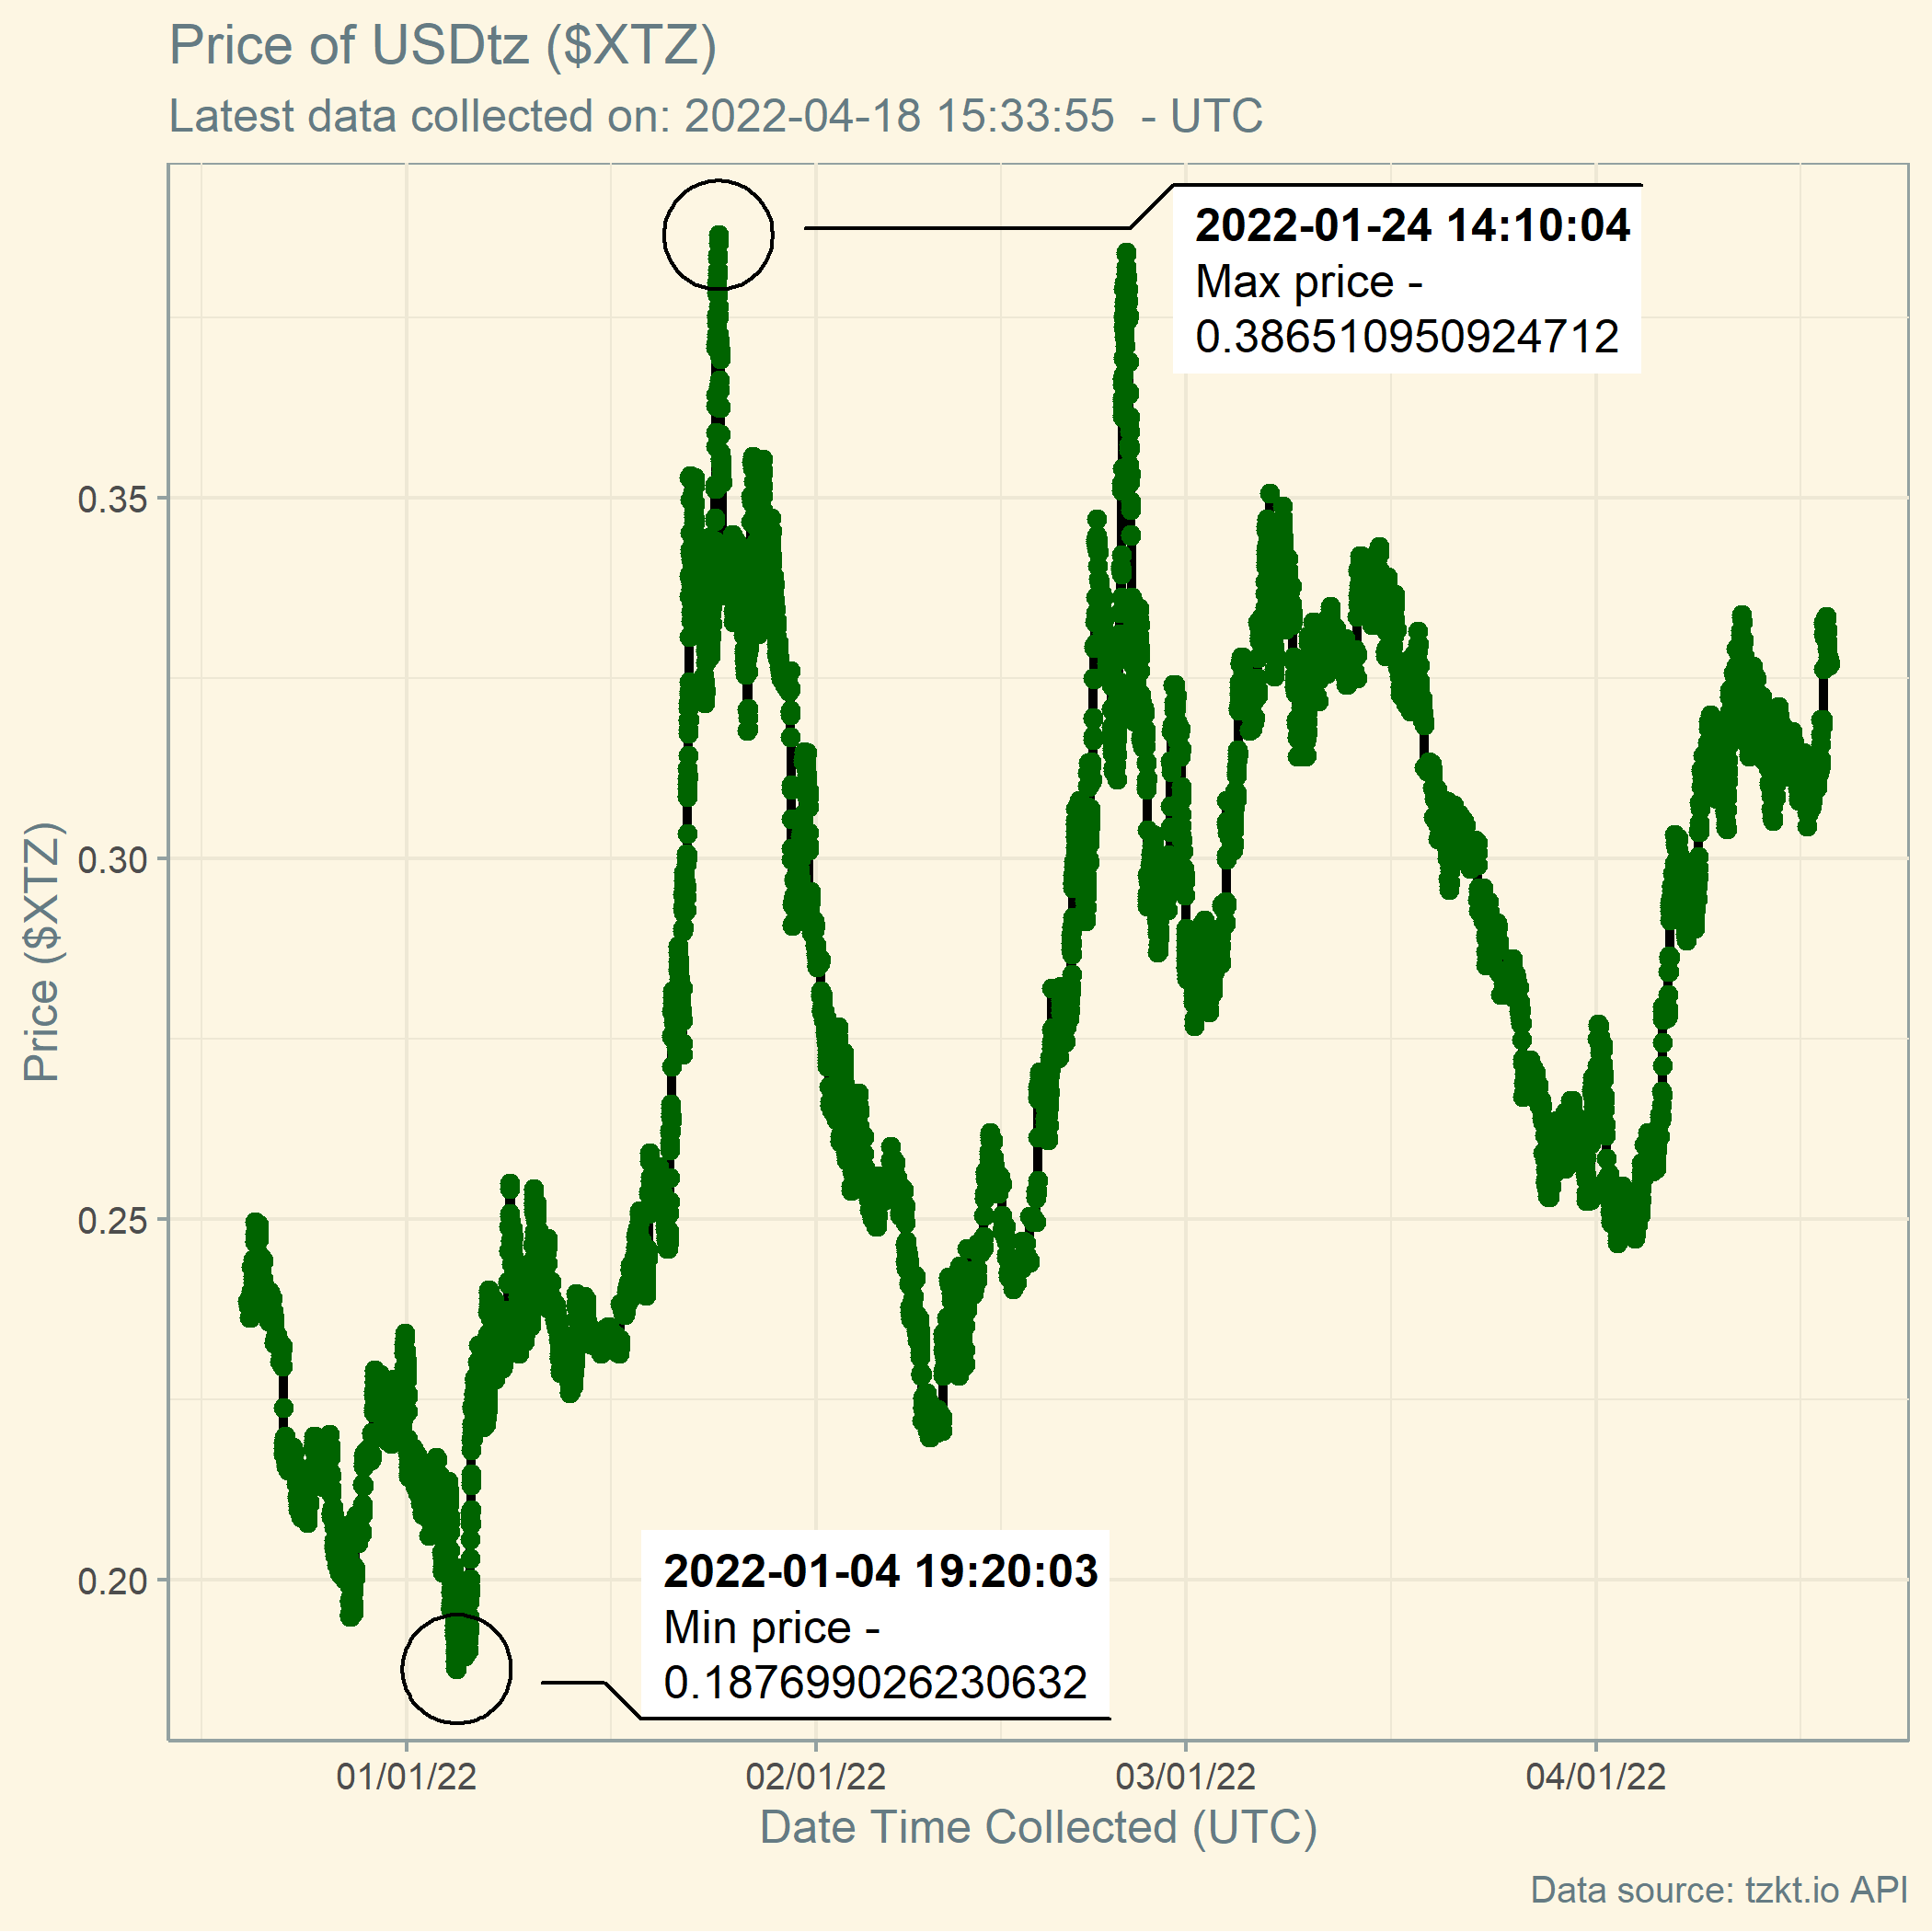 Price of USDtz ($XTZ)
Latest data collected on: 2022-04-18 15:33:55  - UTC
2022-01-24 14:10:04
Max price -
0.386510950924712
0.35
0.30
0.25
0.20
Price ($XTZ)
2022-01-04 19:20:03
Min price -
0.187699026230632
01/01/22
02/01/22
03/01/22
04/01/22
Date Time Collected (UTC)
Data source: tzkt.io API